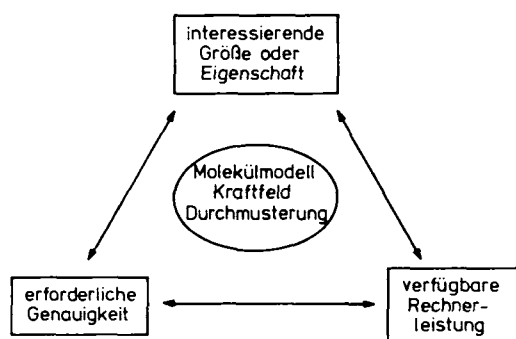 interessierende
Größe oder
Eigenschaft
Molekülmodell
Kraftfeld
Durchmusterung
erforderliche
Genauigkeit
verfügbare
Rechner-
leistung